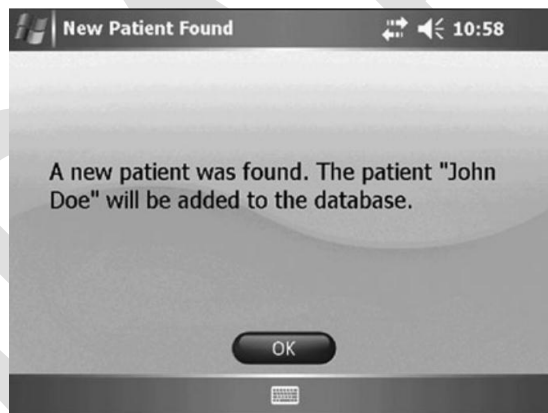 New Patient Found
10:58
A new patient was found. The patient "John
Doe" will be added to the database.
OK